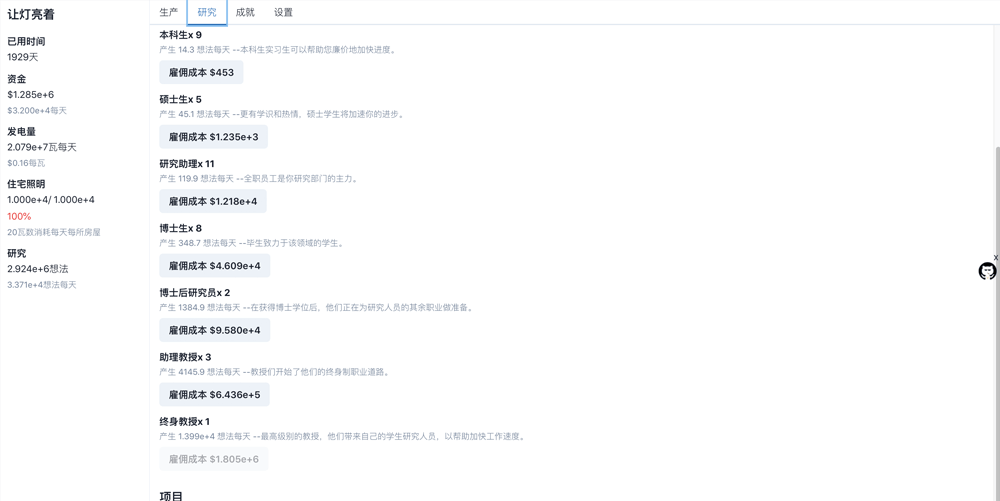 让灯亮着
已用时间
1929天
资金
$1.285e+6
$3.200e+4每天
发电量
2.079e+7瓦每天
$0.16每瓦
住宅照明
1.000e+4/ 1.000e+4
100%
20瓦数消耗每天每所房屋
研究
2.924e+6想法
3.371e+4想法每天
生产 研究 成就 设置
本科生x 9
产生 14.3 想法每天 --本科生实习生可以帮助您廉价地加快进度。
雇佣成本 $453
硕士生x 5
产生 45.1 想法每天 --更有学识和热情，硕士学生将加速你的进步。
雇佣成本 $1.235e+3
研究助理x 11
产生 119.9 想法每天 --全职员工是你研究部门的主力。
雇佣成本 $1.218e+4
博士生x 8
产生 348.7 想法每天 --毕生致力于该领域的学生。
雇佣成本 $4.609e+4
博士后研究员x 2
产生 1384.9 想法每天 --在获得博士学位后，他们正在为研究人员的其余职业做准备。
雇佣成本 $9.580e+4
助理教授x 3
产生 4145.9 想法每天 --教授们开始了他们的终身制职业道路。
雇佣成本 $6.436e+5
终身教授x 1
产生 1.399e+4 想法每天 --最高级别的教授，他们带来自己的学生研究人员，以帮助加快工作速度。
雇佣成本 $1.805e+6
项目
x